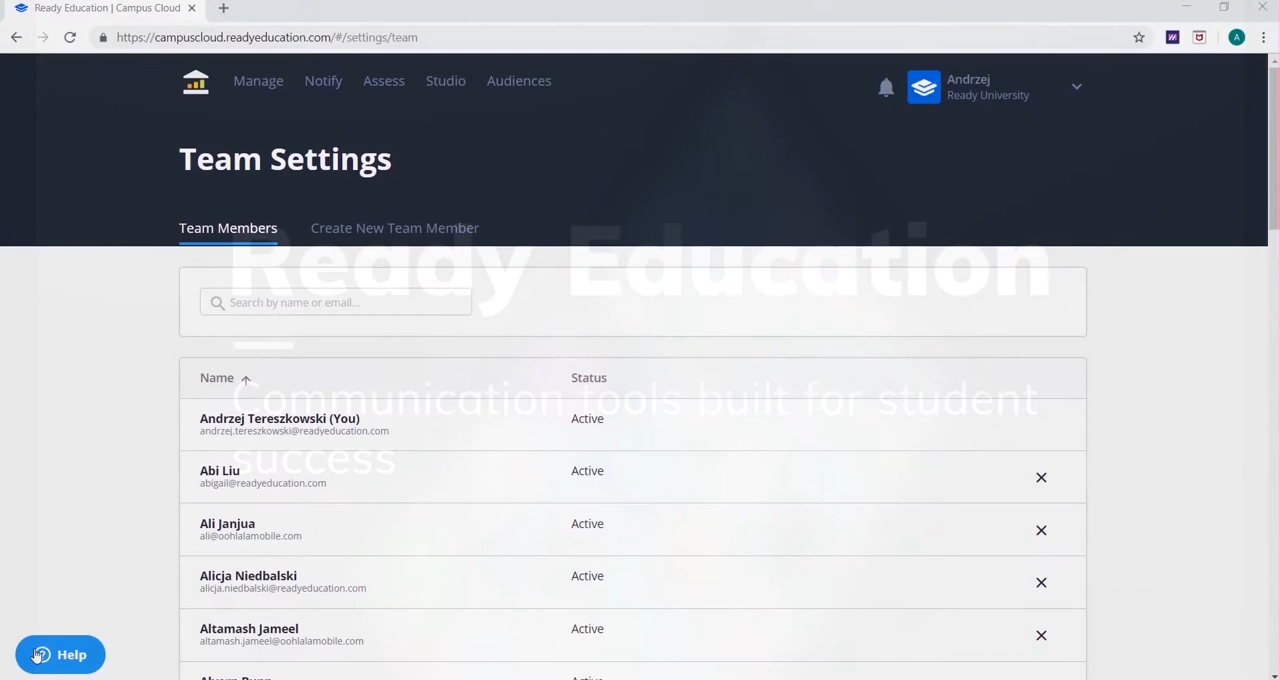 Ready Education | Campus Cloud
https://campuscloud.readyeducation.com/#/settings/team
A
Manage Notify Assess Studio Audiences
Andrzej
Ready University
Team Settings
Team Members Create New Team Member
Ready Education
Search by name or email...
Name Status
Communication tools built for student
success
Andrzej Tereszkowski (You) Active
andrzej.tereszkowski@readyeducation.com
Abi Liu Active
abigail@readyeducation.com
Ali Janjua Active
ali@oohlalamobile.com
Alicja Niedbalski Active
alicja.niedbalski@readyeducation.com
Altamash Jameel Active
altamash.jameel@oohlalamobile.com
Help